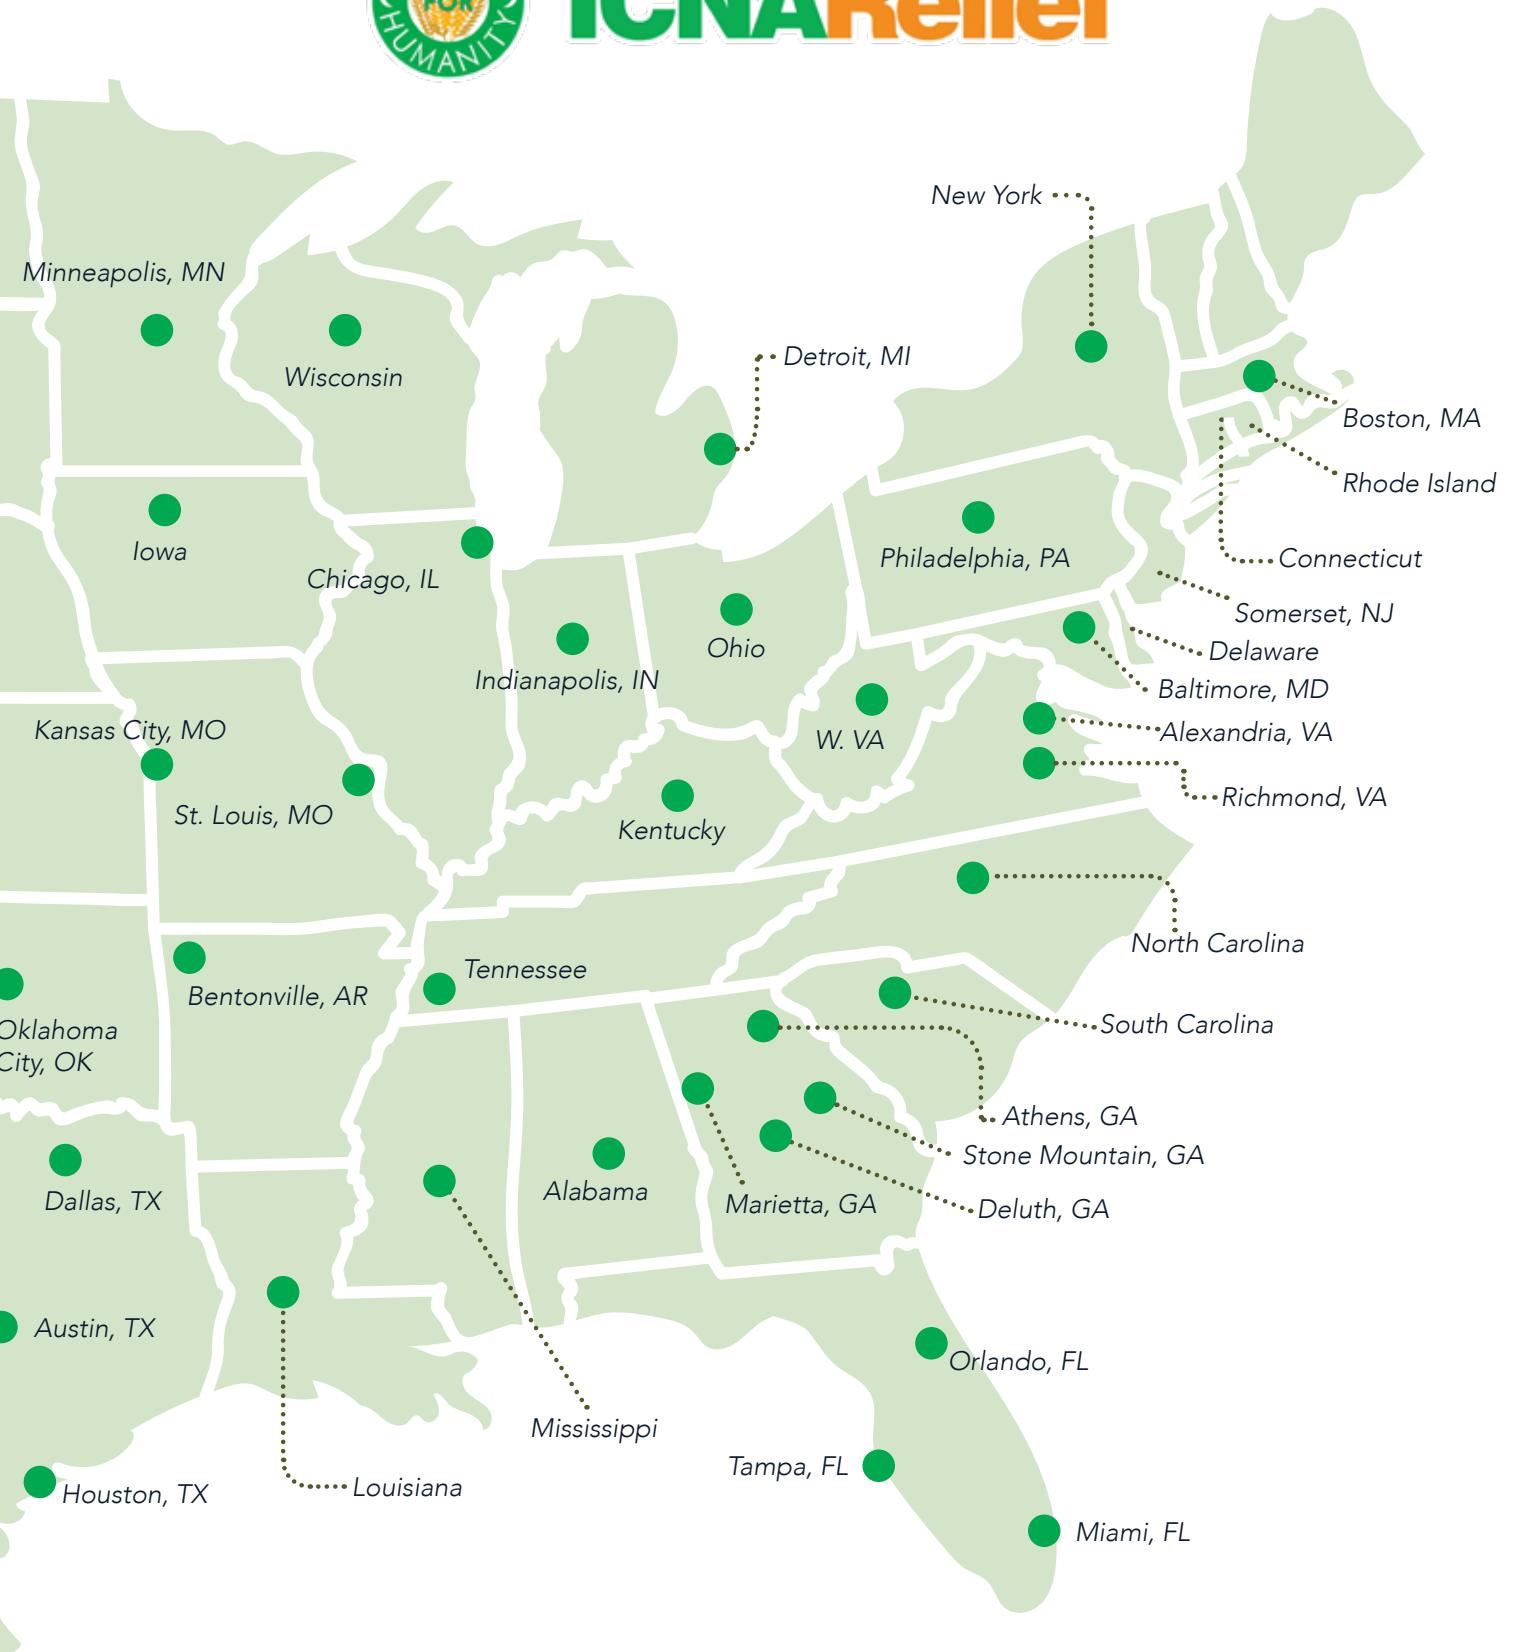 FOR
HUMANITY
ICNARelief
New York
Minneapolis, MN
Detroit, MI
Wisconsin
Boston, MA
Rhode Island
Iowa
Chicago, IL
Philadelphia, PA
Connecticut
Somerset, NJ
Ohio
Delaware
Indianapolis, IN
Baltimore, MD
Kansas City, MO
W. VA
Alexandria, VA
Richmond, VA
St. Louis, MO
Kentucky
North Carolina
Tennessee
Bentonville, AR
Oklahoma
City, OK
South Carolina
Athens, GA
Stone Mountain, GA
Dallas, TX
Alabama
Marietta, GA
Deluth, GA
Austin, TX
Orlando, FL
Mississippi
Tampa, FL
Louisiana
Houston, TX
Miami, FL